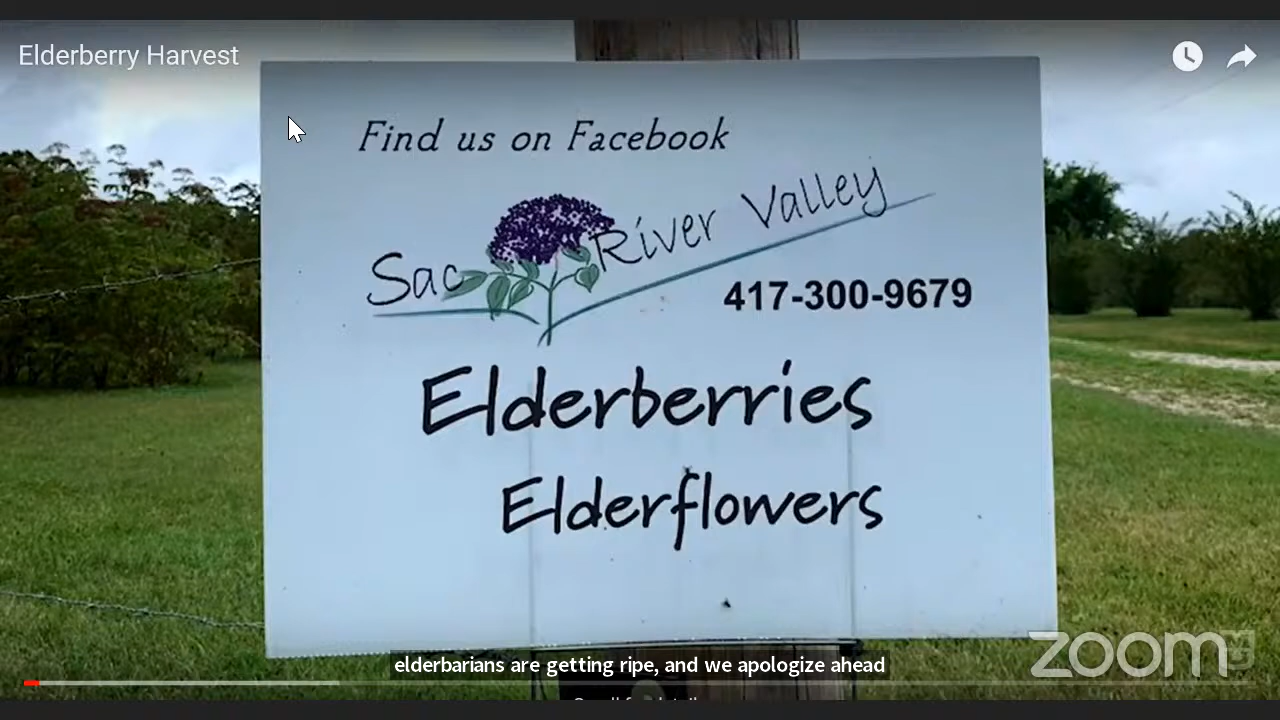 Elderberry Harvest
Find us on Facebook
Sac River Valley
417-300-9679
Elderberries
Elderflowers
elderbarians are getting ripe, and we apologize ahead
zoom